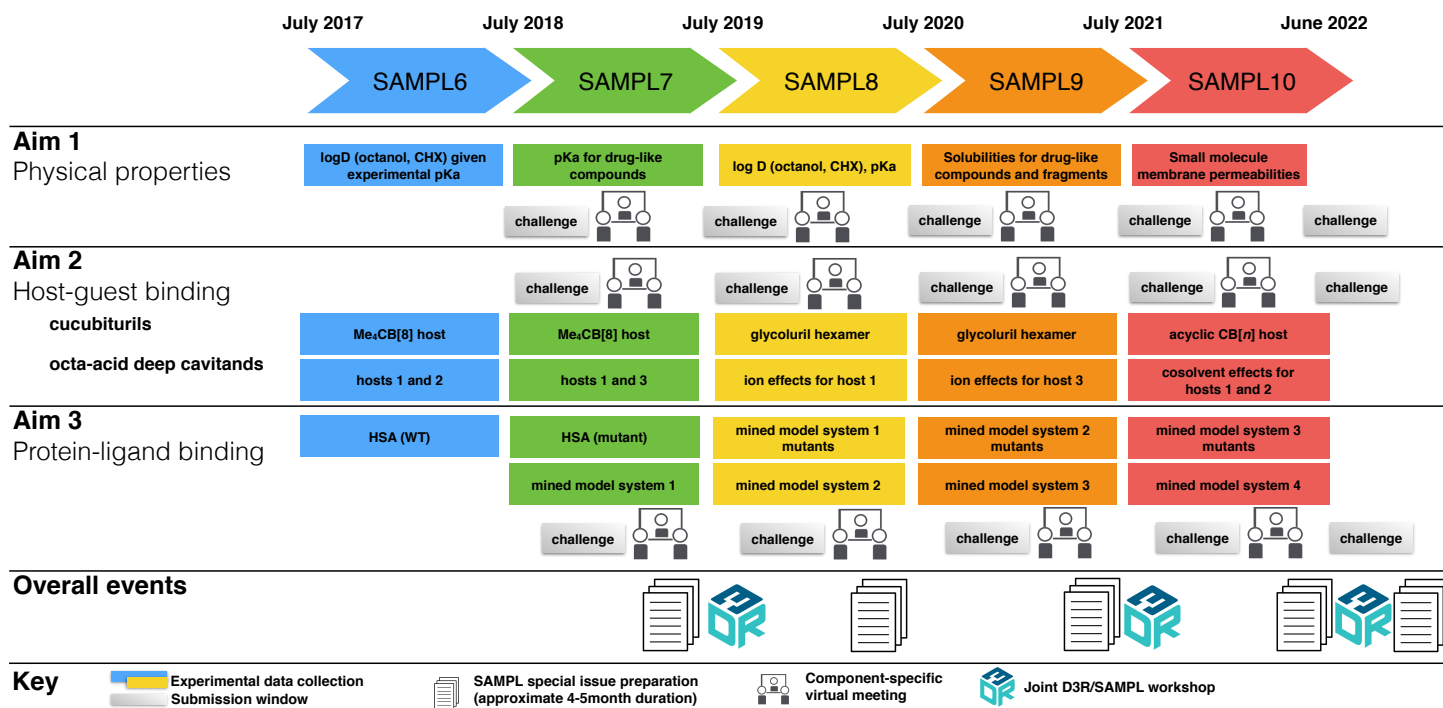 July 2017
July 2018
July 2019
July 2020
July 2021
June 2022
SAMPL6
SAMPL7
SAMPL8
SAMPL9
SAMPL10
Aim 1
Physical properties
logD (octanol, CHX) given
experimental pKa
pKa for drug-like
compounds
log D (octanol, CHX), pKa
Solubilities for drug-like
compounds and fragments
Small molecule
membrane permeabilities
challenge
challenge
challenge
challenge
challenge
Aim 2
Host-guest binding
challenge
challenge
challenge
challenge
challenge
cucubiturils
Me₄CB[8] host
Me₄CB[8] host
glycoluril hexamer
glycoluril hexamer
acyclic CB[n] host
octa-acid deep cavitands
hosts 1 and 2
hosts 1 and 3
ion effects for host 1
ion effects for host 3
cosolvent effects for
hosts 1 and 2
Aim 3
Protein-ligand binding
HSA (WT)
HSA (mutant)
mined model system 1
mutants
mined model system 2
mutants
mined model system 3
mutants
mined model system 1
mined model system 2
mined model system 3
mined model system 4
challenge
challenge
challenge
challenge
challenge
Overall events
D3R
D3R
D3R
Key
Experimental data collection
Submission window
SAMPL special issue preparation
(approximate 4-5month duration)
Component-specific
virtual meeting
D3R
Joint D3R/SAMPL workshop